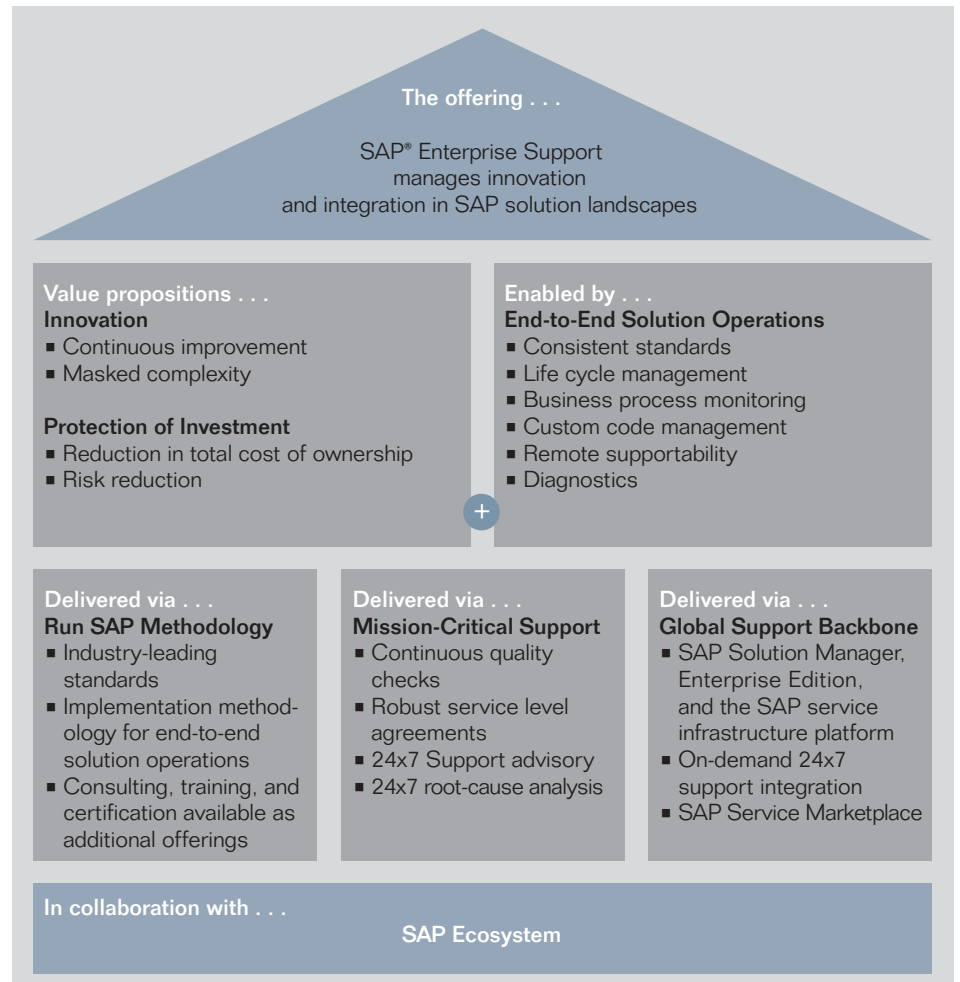 The offering . . .
SAP® Enterprise Support
manages innovation
and integration in SAP solution landscapes
Value propositions . . .
Innovation
■ Continuous improvement
■ Masked complexity
Protection of Investment
■ Reduction in total cost of ownership
■ Risk reduction
Enabled by . . .
End-to-End Solution Operations
■ Consistent standards
■ Life cycle management
■ Business process monitoring
■ Custom code management
■ Remote supportability
■ Diagnostics
+
Delivered via . . .
Run SAP Methodology
■ Industry-leading
standards
■ Implementation method-
ology for end-to-end
solution operations
■ Consulting, training, and
certification available as
additional offerings
Delivered via . . .
Mission-Critical Support
■ Continuous quality
checks
■ Robust service level
agreements
■ 24x7 Support advisory
■ 24x7 root-cause analysis
Delivered via . . .
Global Support Backbone
■ SAP Solution Manager,
Enterprise Edition,
and the SAP service
infrastructure platform
■ On-demand 24x7
support integration
■ SAP Service Marketplace
In collaboration with . . .
SAP Ecosystem